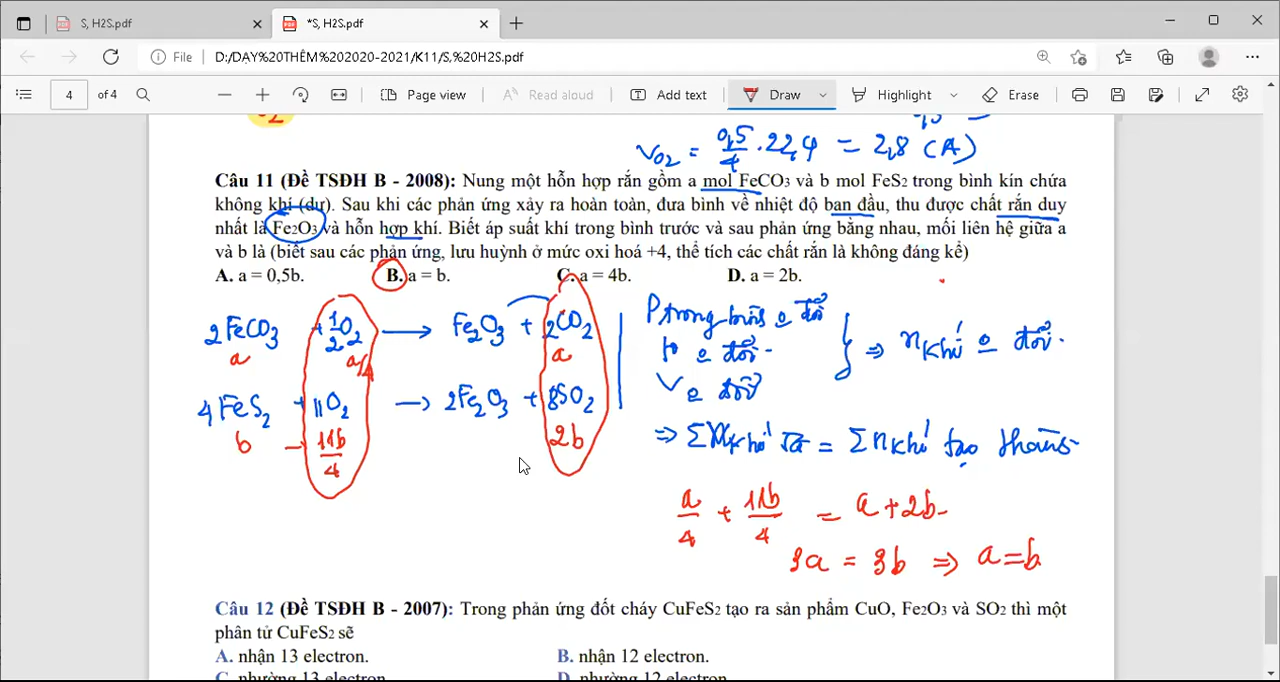 S, H2S.pdf
*S, H2S.pdf
File D:/DAY%20THÊM%202020-2021/K11/S,%20H2S.pdf
4 of 4 Page view Read aloud Add text Draw Highlight Erase
V_O2 = 0,5/4 . 22,4 = 2,8 (A)
Câu 11 (Đề TSĐH B - 2008): Nung một hỗn hợp rắn gồm a mol FeCO3 và b mol FeS2 trong bình kín chứa
không khí (dư). Sau khi các phản ứng xảy ra hoàn toàn, đưa bình về nhiệt độ ban đầu, thu được chất rắn duy
nhất là Fe2O3 và hỗn hợp khí. Biết áp suất khí trong bình trước và sau phản ứng bằng nhau, mối liên hệ giữa a
và b là (biết sau các phản ứng, lưu huỳnh ở mức oxi hoá +4, thể tích các chất rắn là không đáng kể)
A. a = 0,5b. B. a = b. C. a = 4b. D. a = 2b.
2FeCO3 + 1/2 O2 → Fe2O3 + 2CO2
a a/4 a
4FeS2 + 11O2 → 2Fe2O3 + 8SO2
b → 11b/4 2b
P trong bình o đổi
to o đổi
V o đổi
⇒ n khí o đổi.
⇒ Σn khí = Σn khí tạo thành
a/4 + 11b/4 = a + 2b
3a = 3b ⇒ a = b
Câu 12 (Đề TSĐH B - 2007): Trong phản ứng đốt cháy CuFeS2 tạo ra sản phẩm CuO, Fe2O3 và SO2 thì một
phân tử CuFeS2 sẽ
A. nhận 13 electron. B. nhận 12 electron.
C. nhường 13 electron. D. nhường 12 electron.